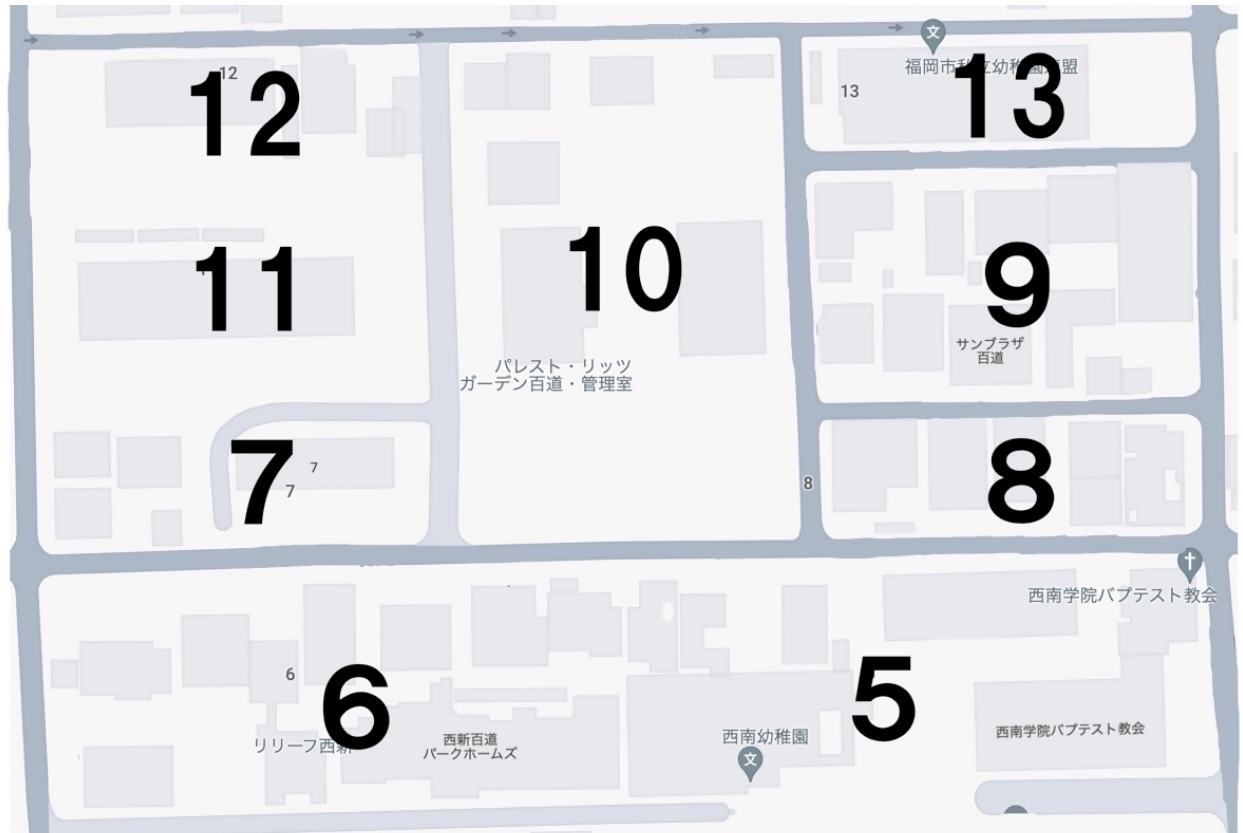 12
12
福岡市私立幼稚園連盟
13
13
11
10
9
パレスト・リッツ
ガーデン百道・管理室
サンプラザ
百道
7
7
7
8
8
西南学院バプテスト教会
6
6
5
リリーフ西新
西新百道
パークホームズ
西南幼稚園
文
西南学院バプテスト教会
文